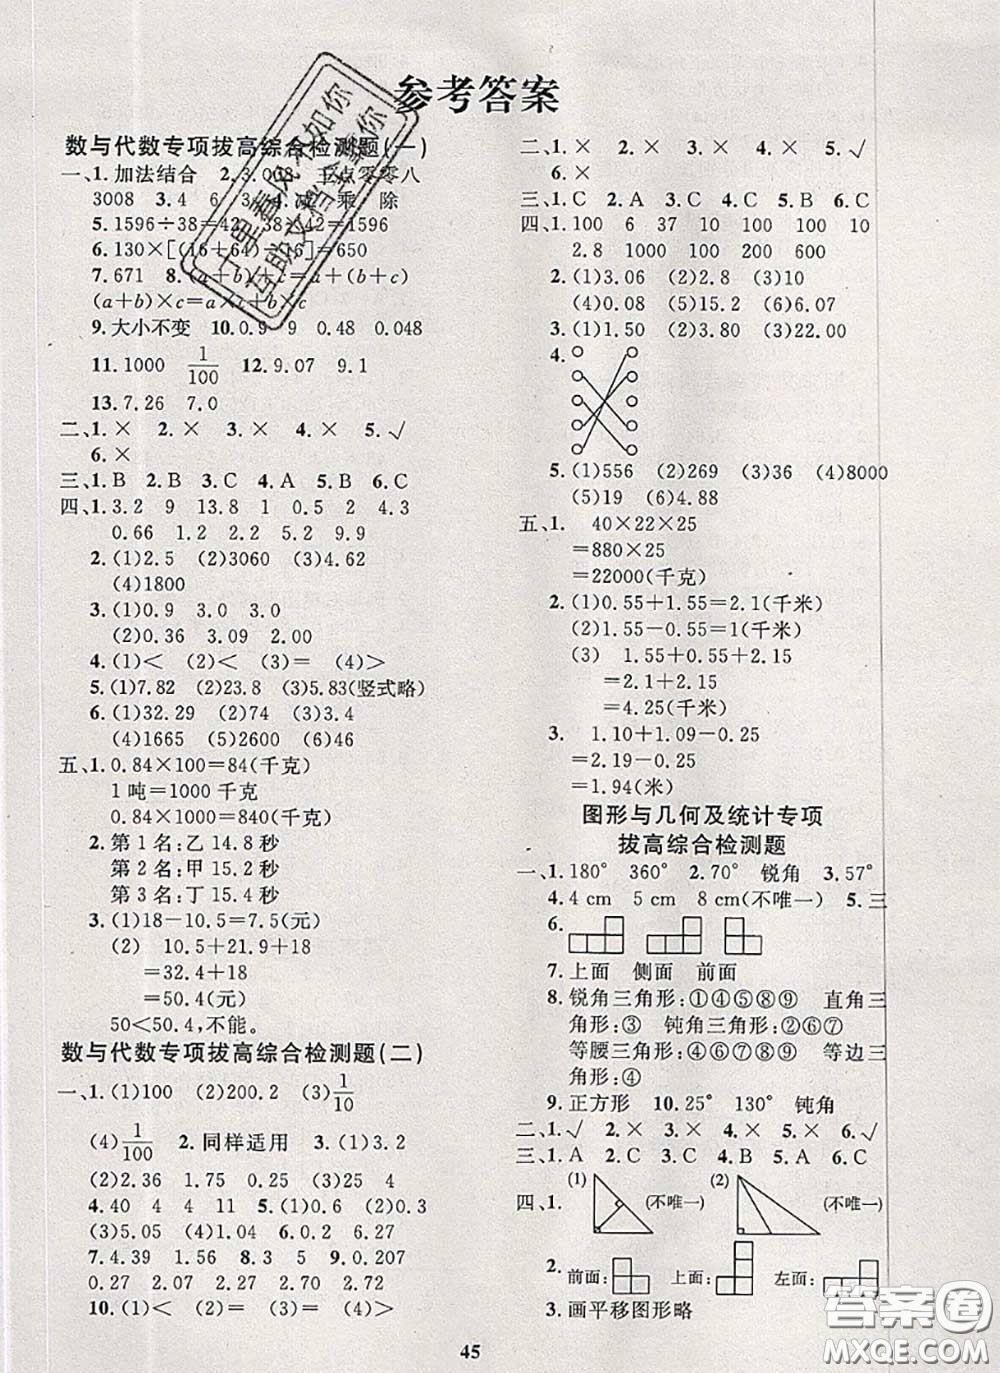 参考答案
数与代数专项拔高综合检测题(一)
一、1.加法结合 2.3.008 三点零零八
3008 3.4 6 3 4.减 乘 除
5.1596÷38=42 38×42=1596
6.130×[(16+64)÷16]=650
7.671 8.(a+b)+c=a+(b+c)
(a+b)×c=a×c+b×c
9.大小不变 10.0.9 9 0.48 0.048
11.1000 1/100 12.9.07 9.1
13.7.26 7.0
二、1.× 2.× 3.× 4.× 5.√
6.×
三、1.B 2.B 3.C 4.A 5.B 6.C
四、1.3.2 9 13.8 1 0.5 2 4.3
0.66 1.2 2.2 5.2 9.9
2.(1)2.5 (2)3060 (3)4.62
(4)1800
3.(1)0.9 3.0 3.0
(2)0.36 3.09 2.00
4.(1)< (2)< (3)= (4)>
5.(1)7.82 (2)9.8 (3)5.83(竖式略)
6.(1)32.29 (2)74 (3)3.4
(4)1665 (5)2600 (6)42
五、1.0.84×100=84(千克)
1吨=1000千克
0.84×1000=840(千克)
2.第1名:乙14.8秒
第2名:甲15.2秒
第3名:丁15.4秒
3.(1)18-10.5=7.5(元)
(2) 10.5+21.9+18
=32.4+18
=50.4(元)
50<50.4,不能。
数与代数专项拔高综合检测题(二)
一、1.(1)100 (2)200.2 (3)1/10
(4)1/100 2.同样适用 3.(1)3.2
(2)2.36 1.75 0.25 (3)25 4
4.40 4 4 11 5.(1)0.6 (2)0.3
(3)5.05 (4)1.08 6.0.2 0.2
7.4.39 1.56 8.3 5 9.0.207
0.27 2.07 2.27 2.70 2.72
10.(1)< (2)= (3)= (4)>
二、1.× 2.× 3.× 4.× 5.√
6.×
三、1.C 2.A 3.C 4.C 5.B 6.C
四、1.100 6 37 10 100 10
2.8 1000 100 100
2.(1)3.06 (2)2.8 (3)10
(4)0.08 (5)15 (6)6.07
3.(1)1.50 (2)3.80 (3)22.00
4.
5.(1)556 (2)269 (3)36 (4)8000
(5)19 (6)4.88
五、1. 40×22×25
=880×25
=22000(千克)
2.(1)0.55+1.55=2.1(千米)
(2)1.55-0.55=1(千米)
(3) 1.55+0.55+2.15
=2.1+2.15
=4.25(千米)
3. 1.10+1.09-0.25
=2.19-0.25
=1.94(米)
图形与几何及统计专项
拔高综合检测题
一、1.180° 360° 2.70° 锐角 3.57°
4.4 cm 5 cm 8 cm(不唯一) 5.三
6.
7.上面 侧面 前面
8.锐角三角形:①④⑤⑧⑨ 直角三
角形:③ 钝角三角形:②⑥⑦
等腰三角形:④⑤⑥⑧⑨ 等边三
角形:④
9.正方形 10.25° 130° 钝角
二、1.√ 2.× 3.× 4.× 5.× 6.√
三、1.A 2.C 3.C 4.B 5.A 6.C
四、1. (1) (不唯一) (2) (不唯一)
2. 前面: 上面: 左面:
3.画平移图形略
45
十里春风不如你
答案圈
MXQE.COM